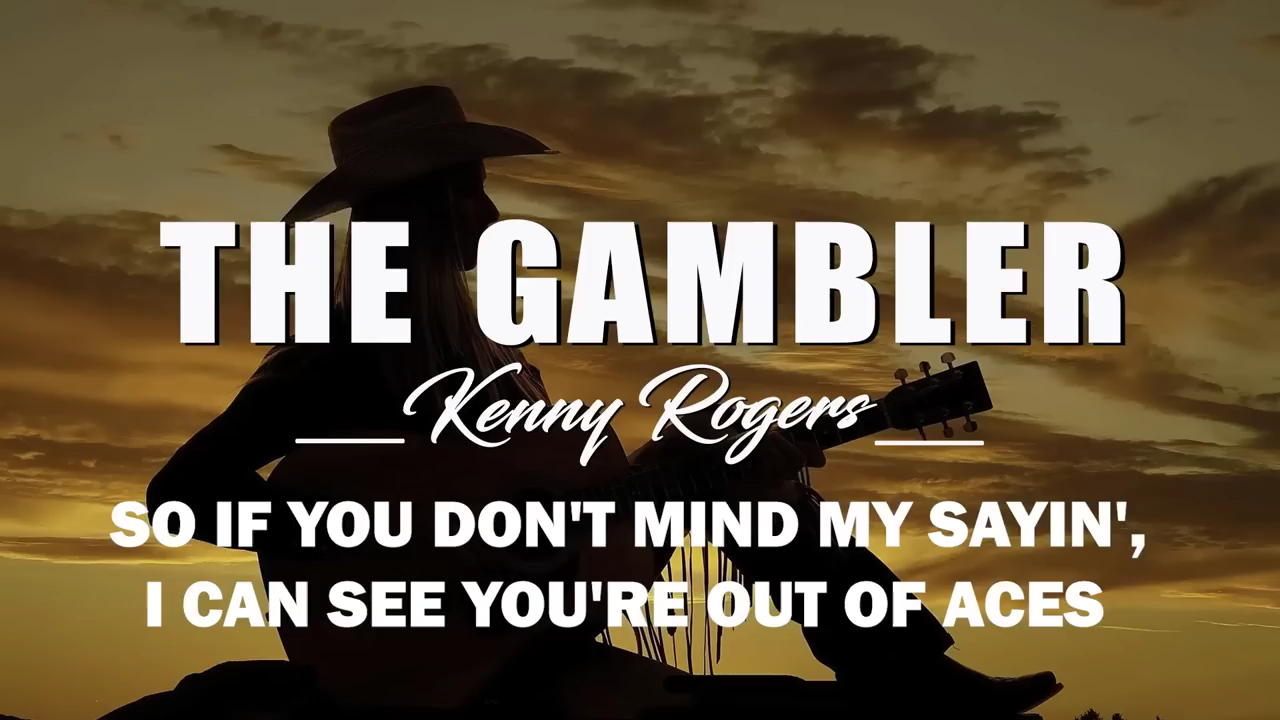 THE GAMBLER
Kenny Rogers
SO IF YOU DON'T MIND MY SAYIN',
I CAN SEE YOU'RE OUT OF ACES